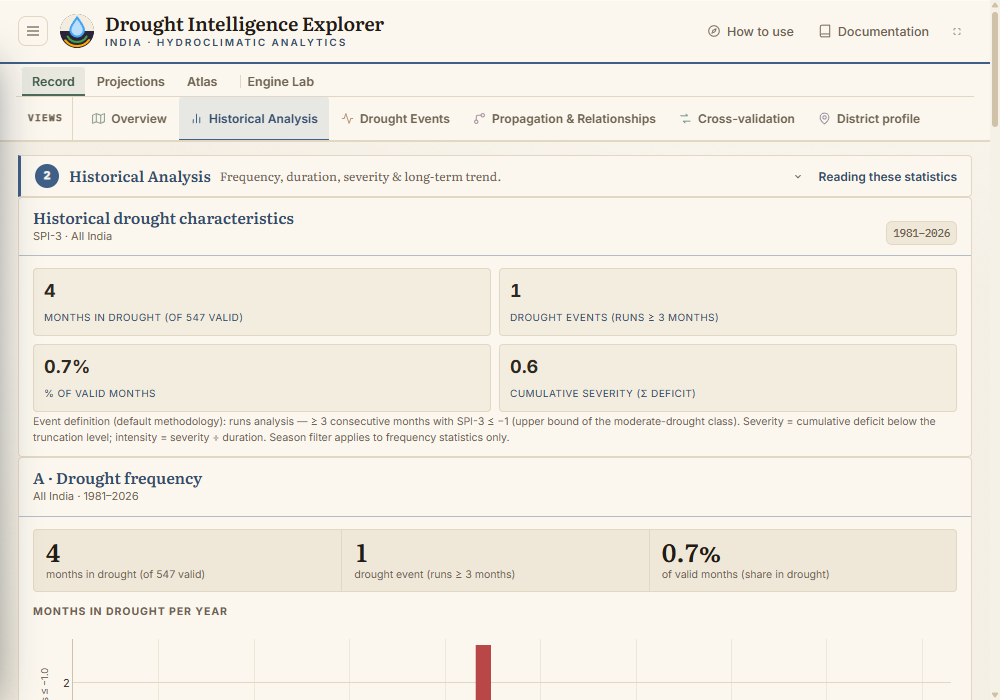 Drought Intelligence Explorer
INDIA · HYDROCLIMATIC ANALYTICS
How to use
Documentation
Record
Projections
Atlas
Engine Lab
VIEWS
Overview
Historical Analysis
Drought Events
Propagation & Relationships
Cross-validation
District profile
2
Historical Analysis
Frequency, duration, severity & long-term trend.
Reading these statistics
Historical drought characteristics
SPI-3 · All India
1981–2026
4
MONTHS IN DROUGHT (OF 547 VALID)
1
DROUGHT EVENTS (RUNS ≥ 3 MONTHS)
0.7%
% OF VALID MONTHS
0.6
CUMULATIVE SEVERITY (Σ DEFICIT)
Event definition (default methodology): runs analysis — ≥ 3 consecutive months with SPI-3 ≤ −1 (upper bound of the moderate-drought class). Severity = cumulative deficit below the
truncation level; intensity = severity ÷ duration. Season filter applies to frequency statistics only.
A · Drought frequency
All India · 1981–2026
4
months in drought (of 547 valid)
1
drought event (runs ≥ 3 months)
0.7%
of valid months (share in drought)
MONTHS IN DROUGHT PER YEAR
≤ −1.0
2